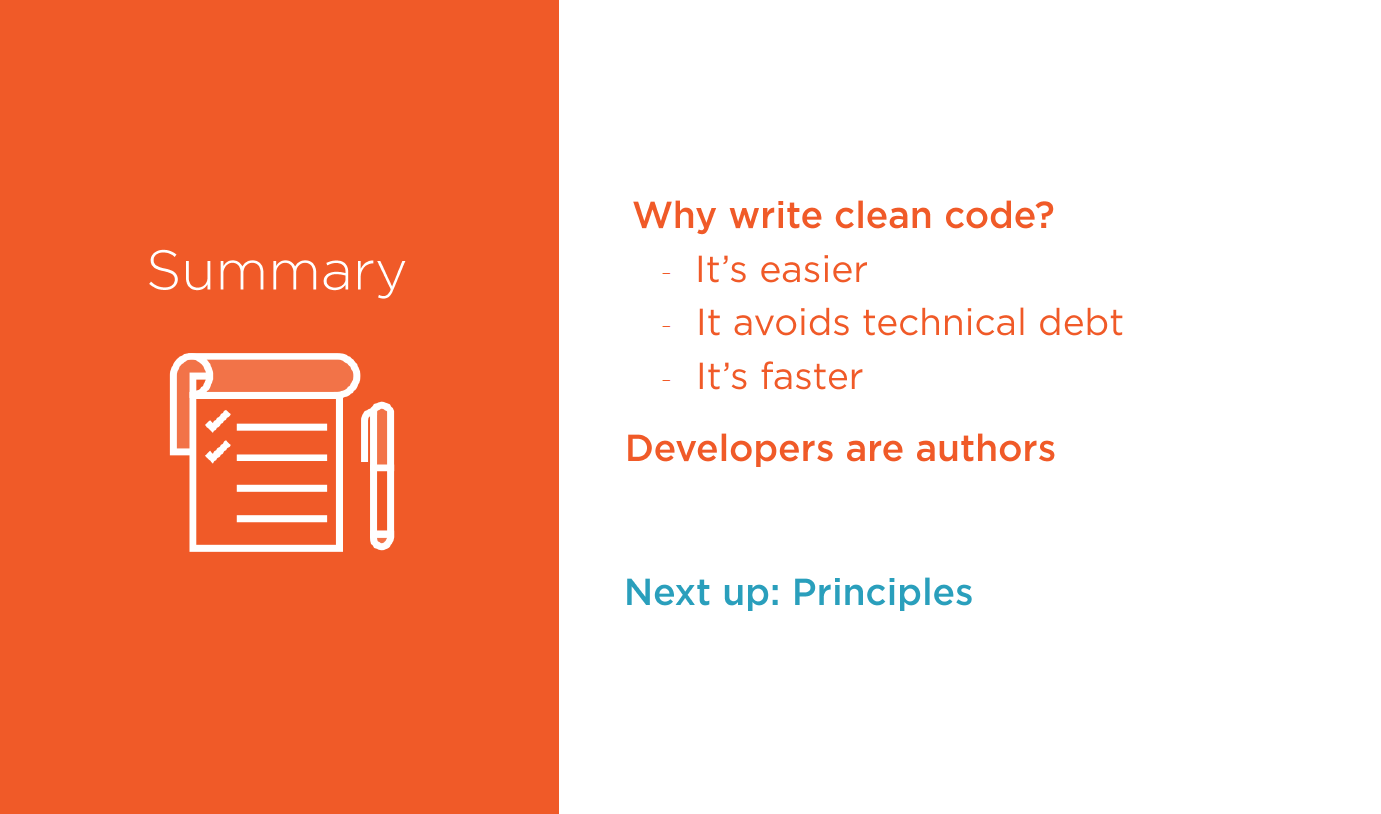 Summary
Why write clean code?
- It’s easier
- It avoids technical debt
- It’s faster
Developers are authors
Next up: Principles